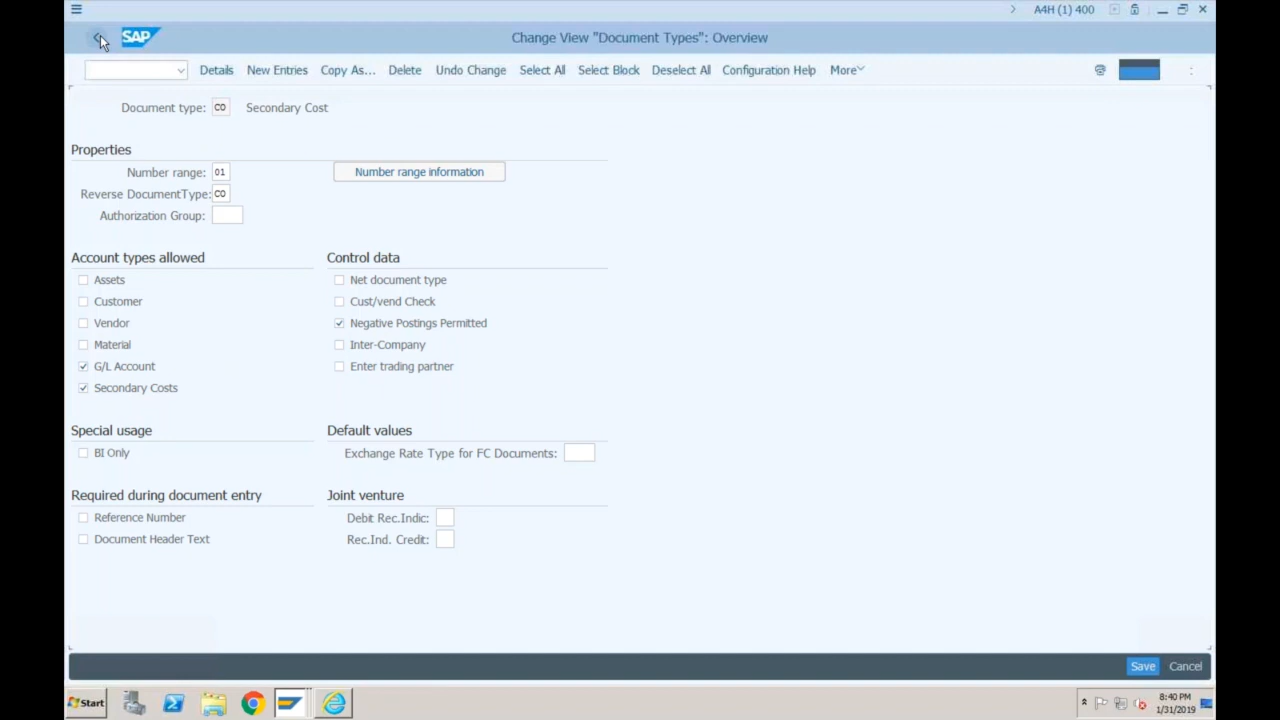 A4H (1) 400
SAP
Change View "Document Types": Overview
Details New Entries Copy As... Delete Undo Change Select All Select Block Deselect All Configuration Help More
Document type: CO Secondary Cost
Properties
Number range: 01 Number range information
Reverse DocumentType: CO
Authorization Group:
Account types allowed Control data
Assets Net document type
Customer Cust/vend Check
Vendor Negative Postings Permitted
Material Inter-Company
G/L Account Enter trading partner
Secondary Costs
Special usage Default values
BI Only Exchange Rate Type for FC Documents:
Required during document entry Joint venture
Reference Number Debit Rec.Indic:
Document Header Text Rec.Ind. Credit:
Save Cancel
Start 8:40 PM
1/31/2019